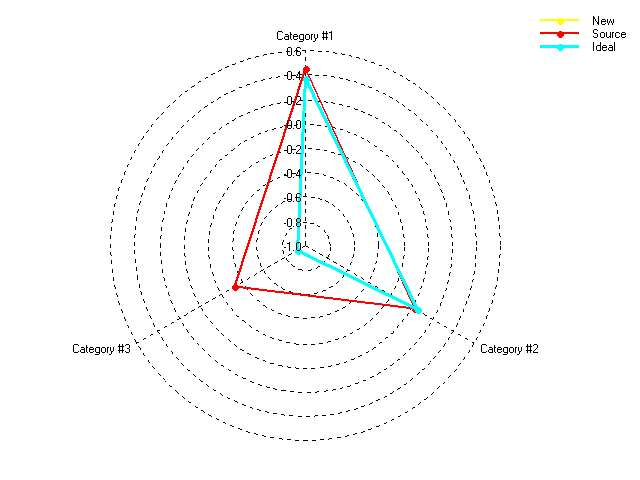 New
Source
Ideal
Category #1
0.6
0.4
0.2
0.0
-0.2
-0.4
-0.6
-0.8
-1.0
Category #3
Category #2